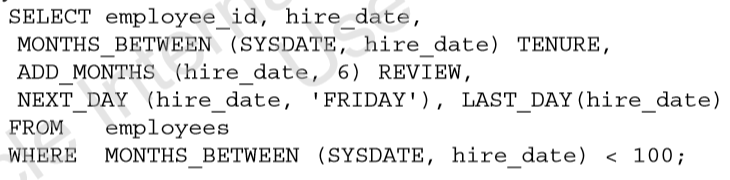 SELECT employee_id, hire_date,
MONTHS_BETWEEN (SYSDATE, hire_date) TENURE,
ADD_MONTHS (hire_date, 6) REVIEW,
NEXT_DAY (hire_date, 'FRIDAY'), LAST_DAY(hire_date)
FROM employees
WHERE MONTHS_BETWEEN (SYSDATE, hire_date) < 100;